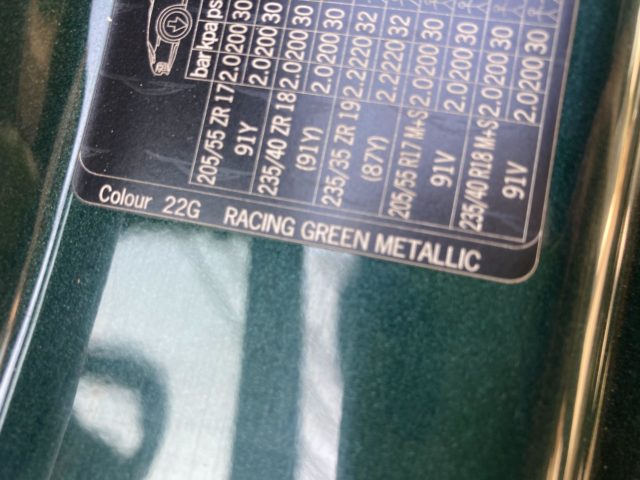 bar kpa ps
205/55 ZR 17 2.0 200 30
91Y 2.0 200 30
235/40 ZR 18 2.0 200 30
(91Y) 2.0 200 30
235/35 ZR 19 2.2 220 32
(87Y) 2.2 220 32
205/55 R17 M+S 2.0 200 30
91V 2.0 200 30
235/40 R18 M+S 2.0 200 30
91V 2.0 200 30
Colour 22G RACING GREEN METALLIC